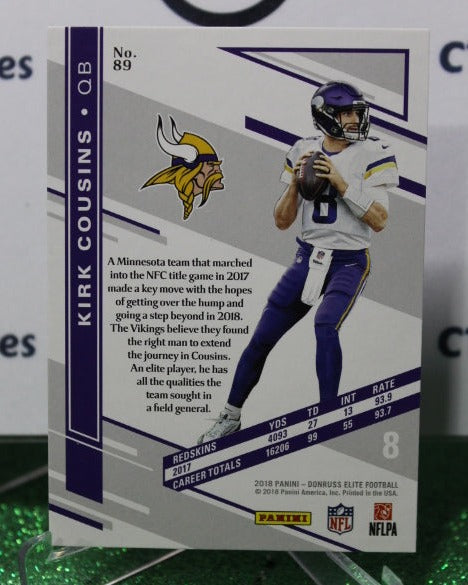 No.
89
KIRK COUSINS • QB
8
A Minnesota team that marched
into the NFC title game in 2017
made a key move with the hopes
of getting over the hump and
going a step beyond in 2018.
The Vikings believe they found
the right man to extend
the journey in Cousins.
An elite player, he has
all the qualities the
team sought in
a field general.
YDS TD INT RATE
REDSKINS
2017 4093 27 13 93.9
CAREER TOTALS 16206 99 55 93.7
8
2018 PANINI – DONRUSS ELITE FOOTBALL
© 2018 Panini America, Inc. Printed in the USA.
PANINI
NFL
NFLPA